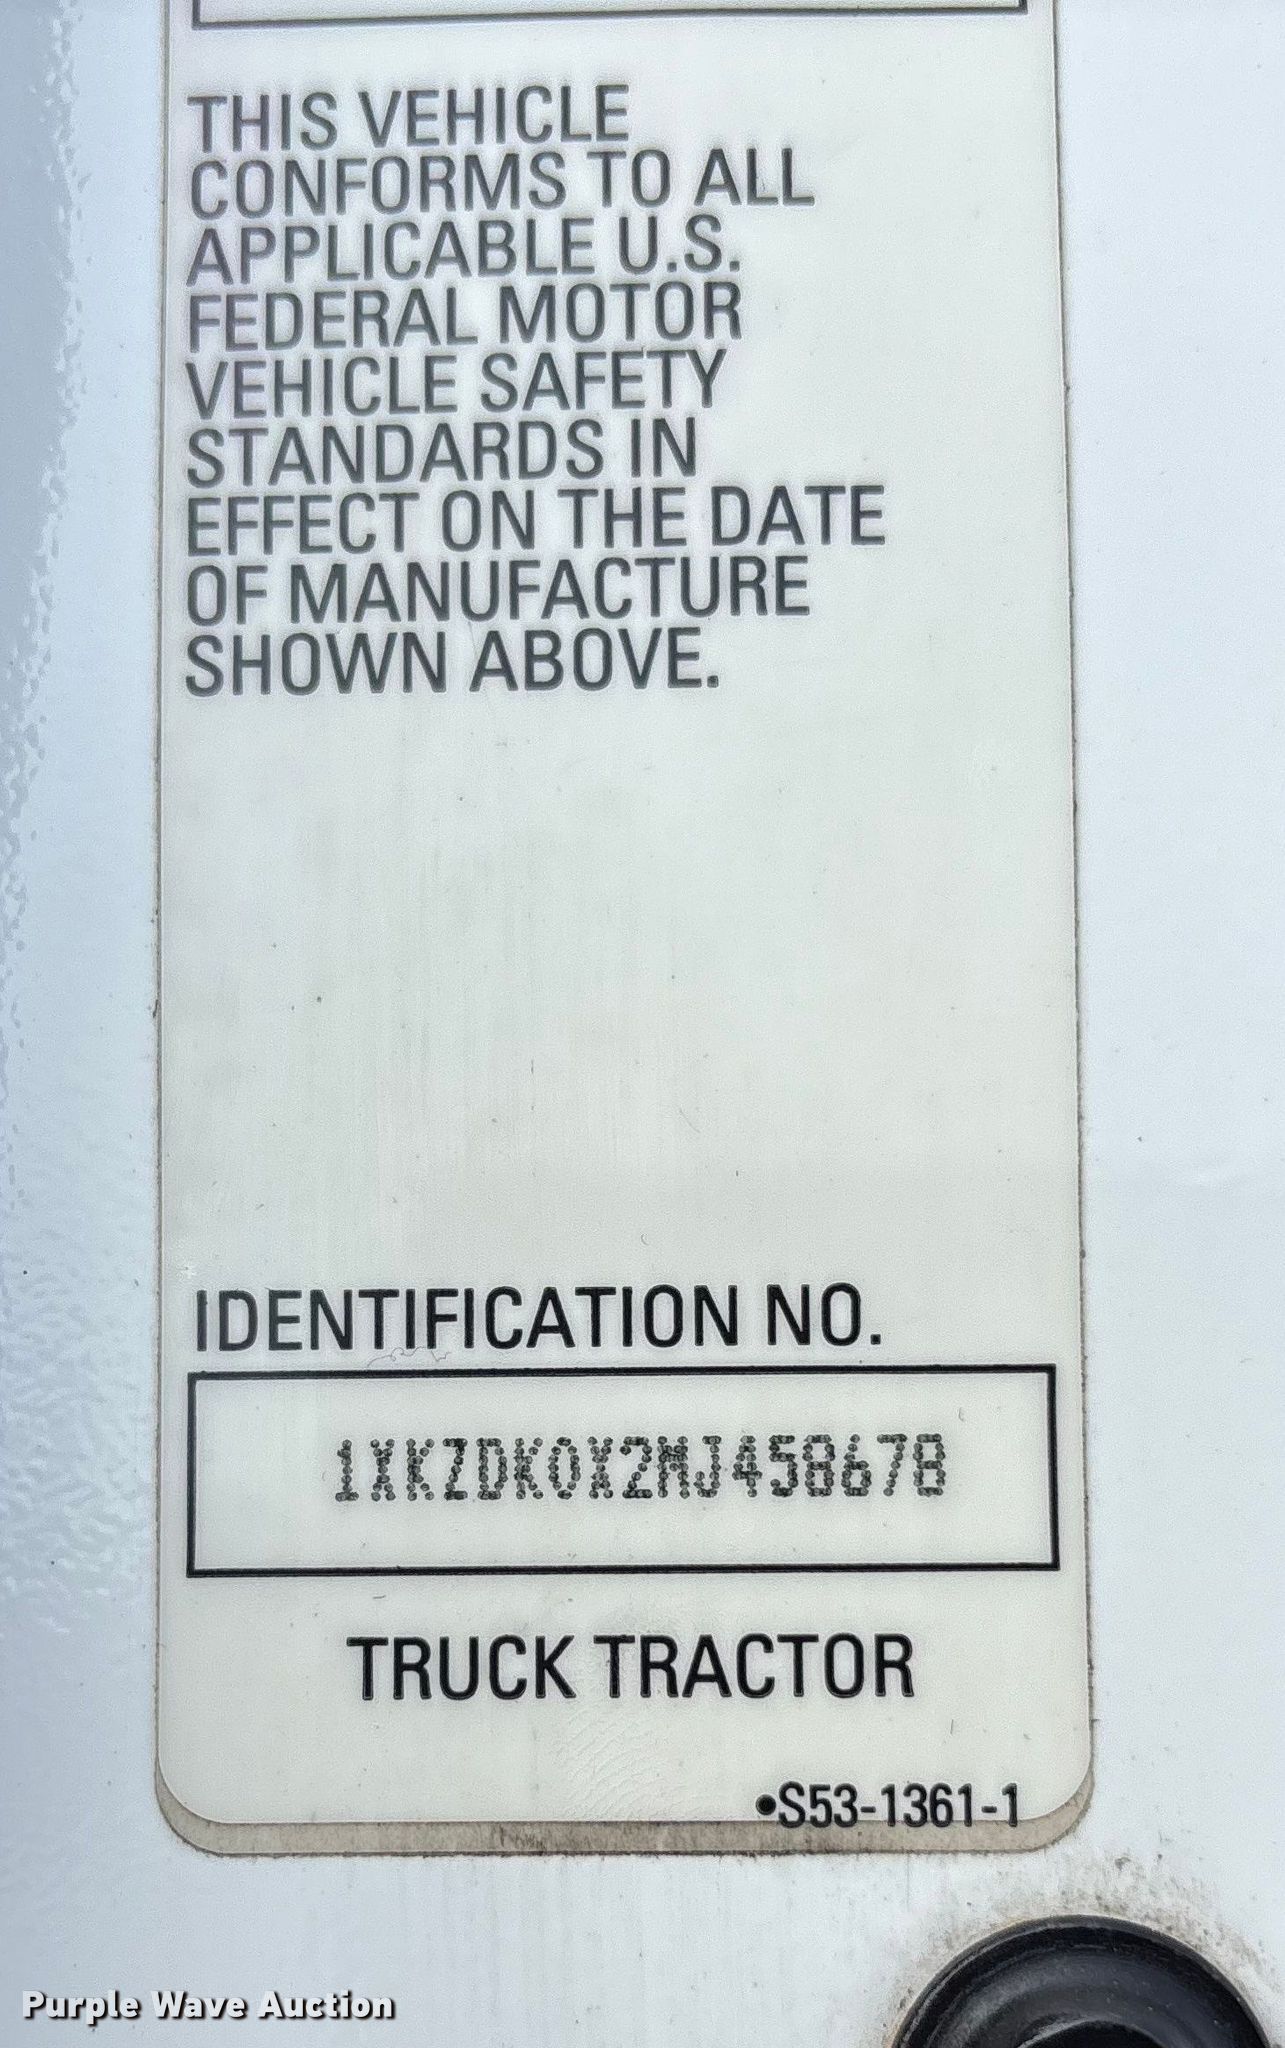 THIS VEHICLE
CONFORMS TO ALL
APPLICABLE U.S.
FEDERAL MOTOR
VEHICLE SAFETY
STANDARDS IN
EFFECT ON THE DATE
OF MANUFACTURE
SHOWN ABOVE.
IDENTIFICATION NO.
1XKZDK0X2MJ458678
TRUCK TRACTOR
•S53-1361-1
Purple Wave Auction